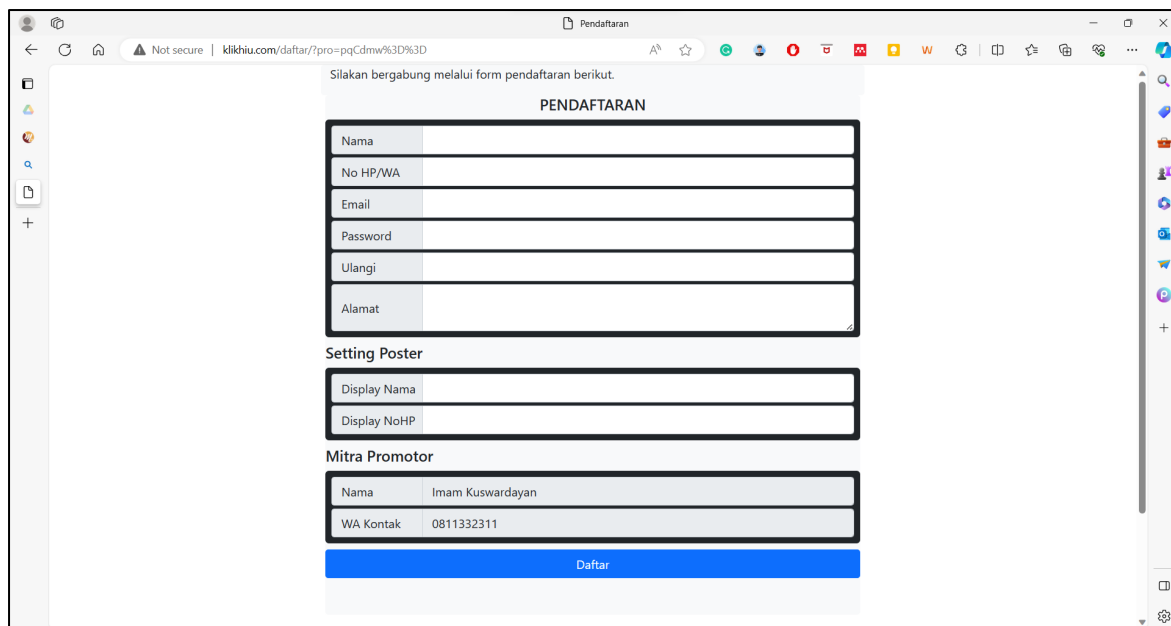 Pendaftaran
Not secure | klikhiu.com/daftar/?pro=pqCdmw%3D%3D
Silakan bergabung melalui form pendaftaran berikut.
PENDAFTARAN
Nama
No HP/WA
Email
Password
Ulangi
Alamat
Setting Poster
Display Nama
Display NoHP
Mitra Promotor
Nama Imam Kuswardayan
WA Kontak 0811332311
Daftar